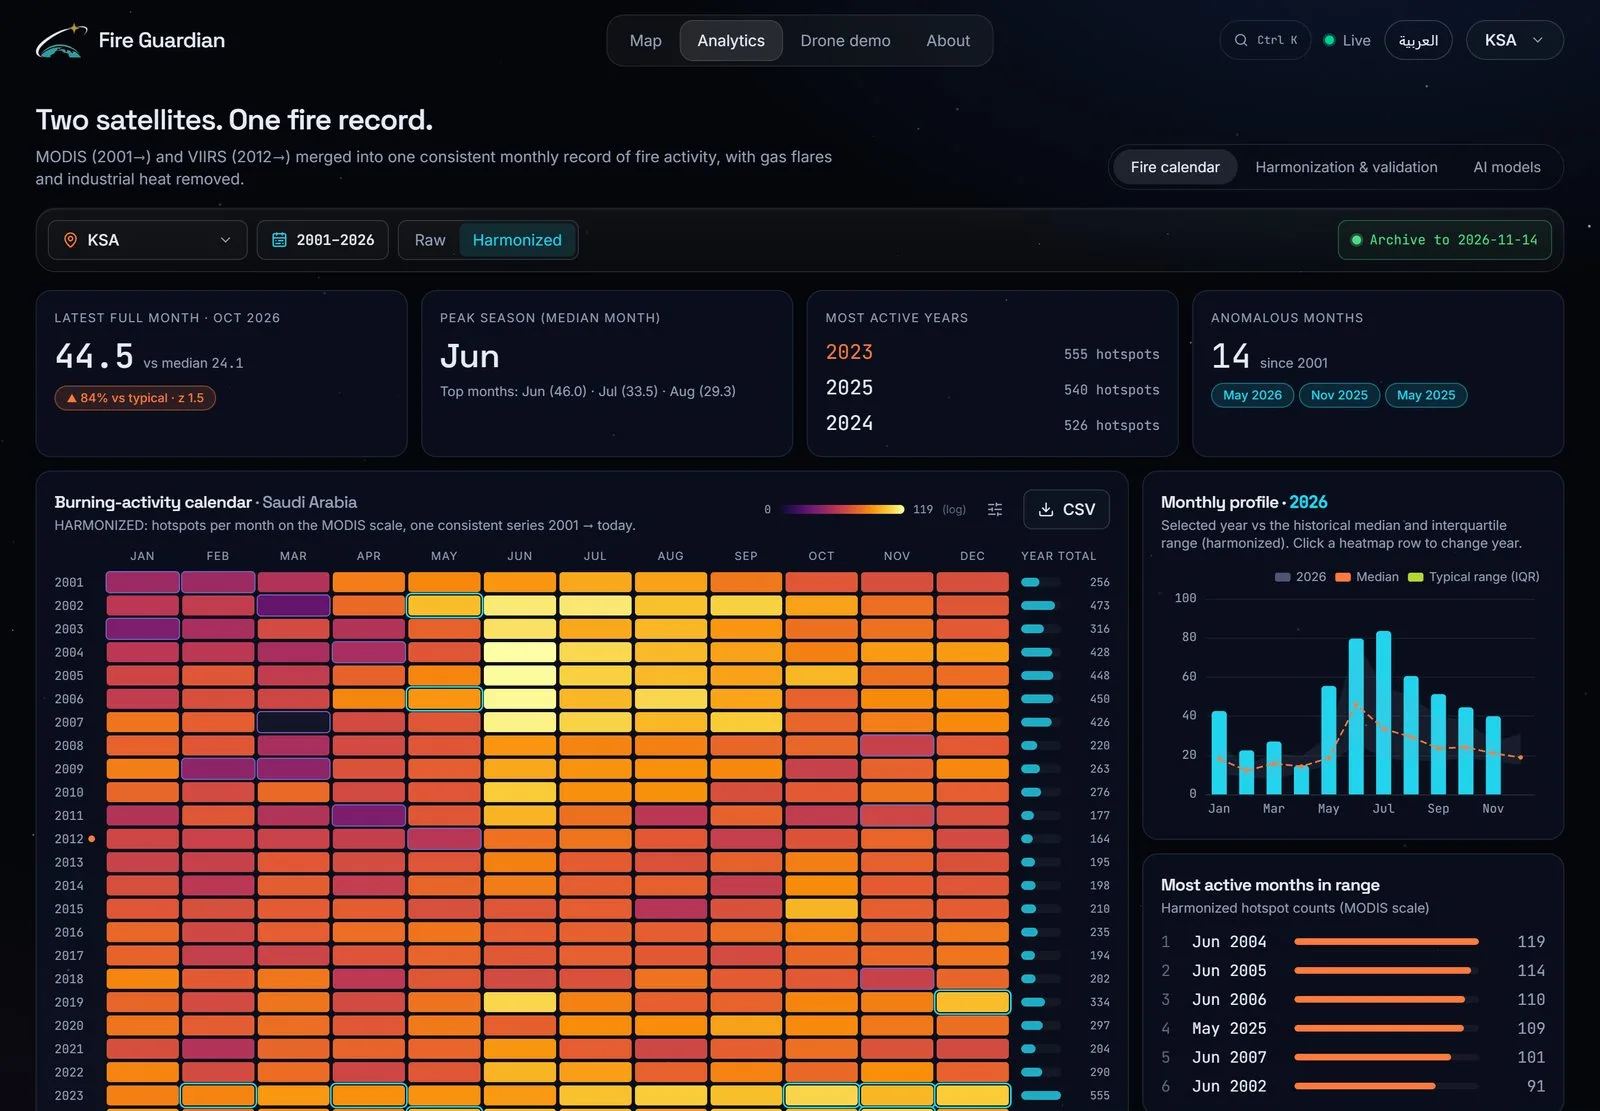 Fire Guardian
Map
Analytics
Drone demo
About
Ctrl K
Live
العربية
KSA
Two satellites. One fire record.
MODIS (2001→) and VIIRS (2012→) merged into one consistent monthly record of fire activity, with gas flares
and industrial heat removed.
Fire calendar
Harmonization & validation
AI models
KSA
2001–2026
Raw
Harmonized
Archive to 2026-11-14
LATEST FULL MONTH · OCT 2026
44.5 vs median 24.1
▲ 84% vs typical · z 1.5
PEAK SEASON (MEDIAN MONTH)
Jun
Top months: Jun (46.0) · Jul (33.5) · Aug (29.3)
MOST ACTIVE YEARS
2023 555 hotspots
2025 540 hotspots
2024 526 hotspots
ANOMALOUS MONTHS
14 since 2001
May 2026 Nov 2025 May 2025
Burning-activity calendar · Saudi Arabia
HARMONIZED: hotspots per month on the MODIS scale, one consistent series 2001 → today.
0 119 (log)
CSV
JAN FEB MAR APR MAY JUN JUL AUG SEP OCT NOV DEC YEAR TOTAL
2001 256
2002 473
2003 316
2004 428
2005 448
2006 450
2007 426
2008 220
2009 263
2010 276
2011 177
2012 164
2013 195
2014 198
2015 210
2016 235
2017 194
2018 202
2019 334
2020 297
2021 204
2022 290
2023 555
Monthly profile · 2026
Selected year vs the historical median and interquartile
range (harmonized). Click a heatmap row to change year.
2026 Median Typical range (IQR)
100
80
60
40
20
0
Jan Mar May Jul Sep Nov
Most active months in range
Harmonized hotspot counts (MODIS scale)
1 Jun 2004 119
2 Jun 2005 114
3 Jun 2006 110
4 May 2025 109
5 Jun 2007 101
6 Jun 2002 91